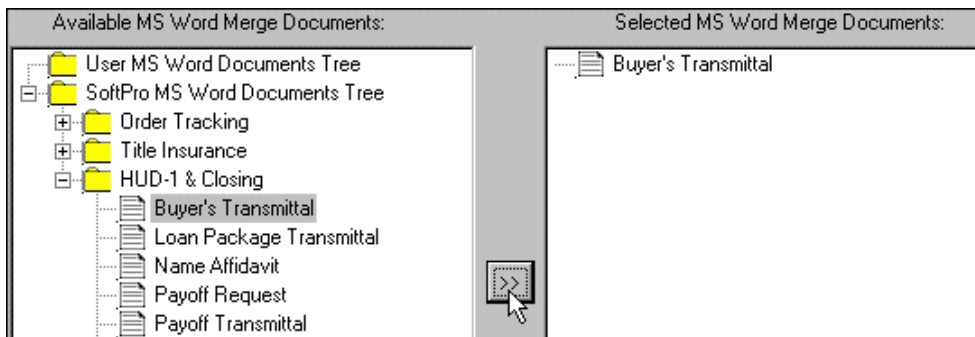 Available MS Word Merge Documents:
Selected MS Word Merge Documents:
User MS Word Documents Tree
SoftPro MS Word Documents Tree
Order Tracking
Title Insurance
HUD-1 & Closing
Buyer's Transmittal
Loan Package Transmittal
Name Affidavit
Payoff Request
Payoff Transmittal
>>
Buyer's Transmittal